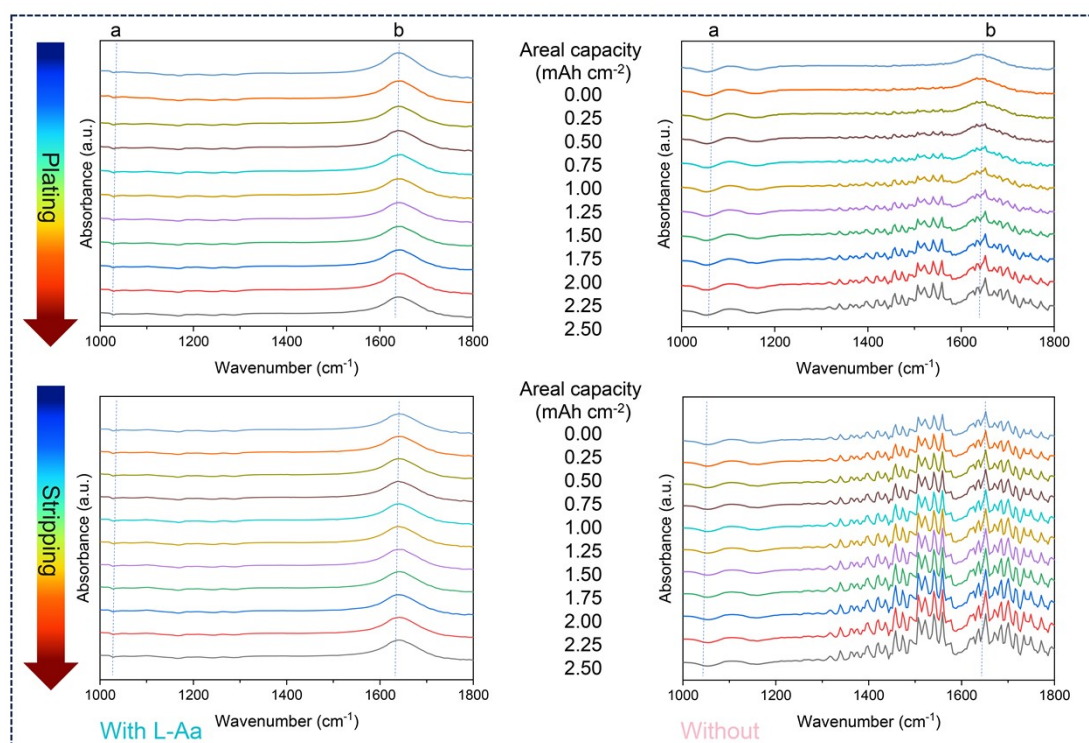 a b
Areal capacity
(mAh cm-2)
a b
Plating
Absorbance (a.u.)
0.00
0.25
0.50
0.75
1.00
1.25
1.50
1.75
2.00
2.25
2.50
Absorbance (a.u.)
1000 1200 1400 1600 1800
Wavenumber (cm-1)
1000 1200 1400 1600 1800
Wavenumber (cm-1)
Areal capacity
(mAh cm-2)
Stripping
Absorbance (a.u.)
0.00
0.25
0.50
0.75
1.00
1.25
1.50
1.75
2.00
2.25
2.50
Absorbance (a.u.)
1000 1200 1400 1600 1800
Wavenumber (cm-1)
1000 1200 1400 1600 1800
Wavenumber (cm-1)
With L-Aa
Without